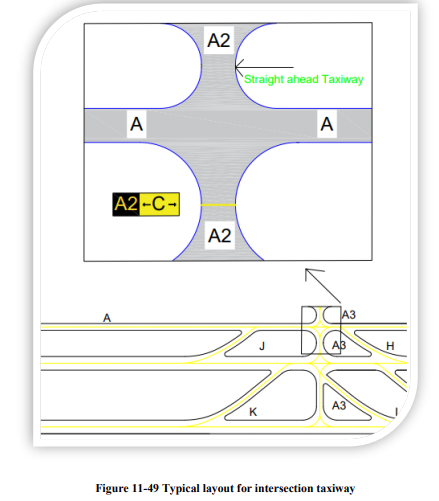 A2
Straight ahead Taxiway
A A
A2 ←C→
A2
A A3
J A3 H
K A3 I
Figure 11-49 Typical layout for intersection taxiway